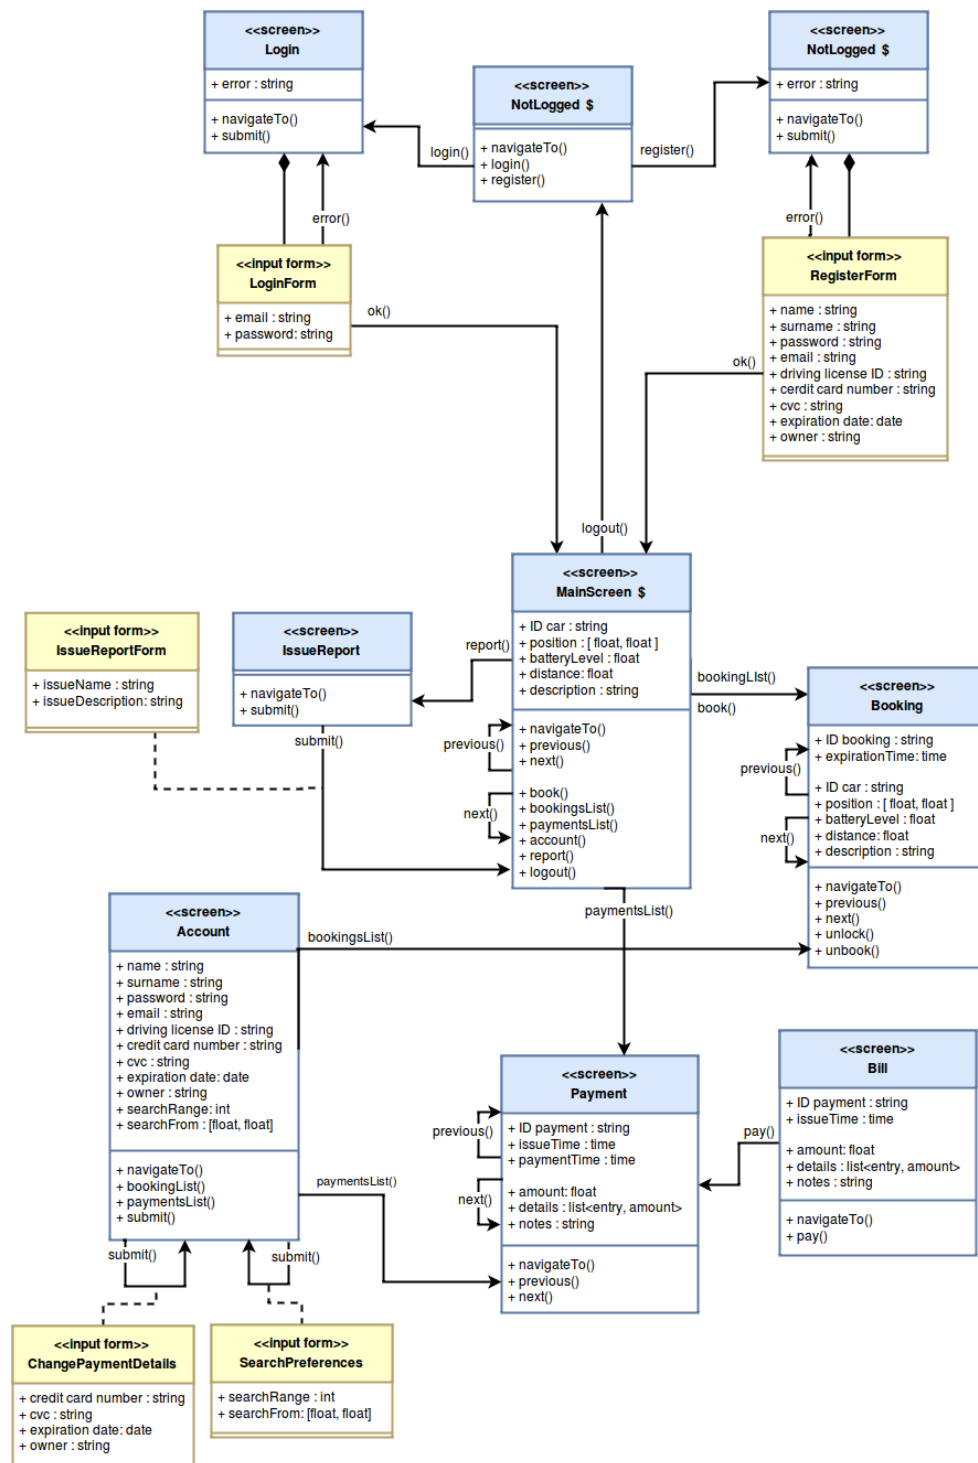 <<screen>>
Login
+ error : string
+ navigateTo()
+ submit()
<<screen>>
NotLogged $
+ navigateTo()
+ login()
+ register()
<<screen>>
NotLogged $
+ error : string
+ navigateTo()
+ submit()
login()
register()
error()
error()
<<input form>>
LoginForm
+ email : string
+ password: string
ok()
<<input form>>
RegisterForm
+ name : string
+ surname : string
+ password : string
+ email : string
+ driving license ID : string
+ cerdit card number : string
+ cvc : string
+ expiration date: date
+ owner : string
ok()
logout()
<<screen>>
MainScreen $
+ ID car : string
+ position : [ float, float ]
+ batteryLevel : float
+ distance: float
+ description : string
+ navigateTo()
+ previous()
+ next()
+ book()
+ bookingsList()
+ paymentsList()
+ account()
+ report()
+ logout()
previous()
next()
<<input form>>
IssueReportForm
+ issueName : string
+ issueDescription: string
<<screen>>
IssueReport
+ navigateTo()
+ submit()
report()
submit()
bookingLIst()
book()
<<screen>>
Booking
+ ID booking : string
+ expirationTime: time
+ ID car : string
+ position : [ float, float ]
+ batteryLevel : float
+ distance: float
+ description : string
+ navigateTo()
+ previous()
+ next()
+ unlock()
+ unbook()
previous()
next()
paymentsList()
<<screen>>
Account
+ name : string
+ surname : string
+ password : string
+ email : string
+ driving license ID : string
+ credit card number : string
+ cvc : string
+ expiration date: date
+ owner : string
+ searchRange: int
+ searchFrom : [float, float]
+ navigateTo()
+ bookingList()
+ paymentsList()
+ submit()
bookingsList()
paymentsList()
submit()
submit()
<<screen>>
Payment
+ ID payment : string
+ issueTime : time
+ paymentTime : time
+ amount: float
+ details : list<entry, amount>
+ notes : string
+ navigateTo()
+ previous()
+ next()
previous()
next()
pay()
<<screen>>
Bill
+ ID payment : string
+ issueTime : time
+ amount: float
+ details : list<entry, amount>
+ notes : string
+ navigateTo()
+ pay()
<<input form>>
ChangePaymentDetails
+ credit card number : string
+ cvc : string
+ expiration date: date
+ owner : string
<<input form>>
SearchPreferences
+ searchRange : int
+ searchFrom: [float, float]